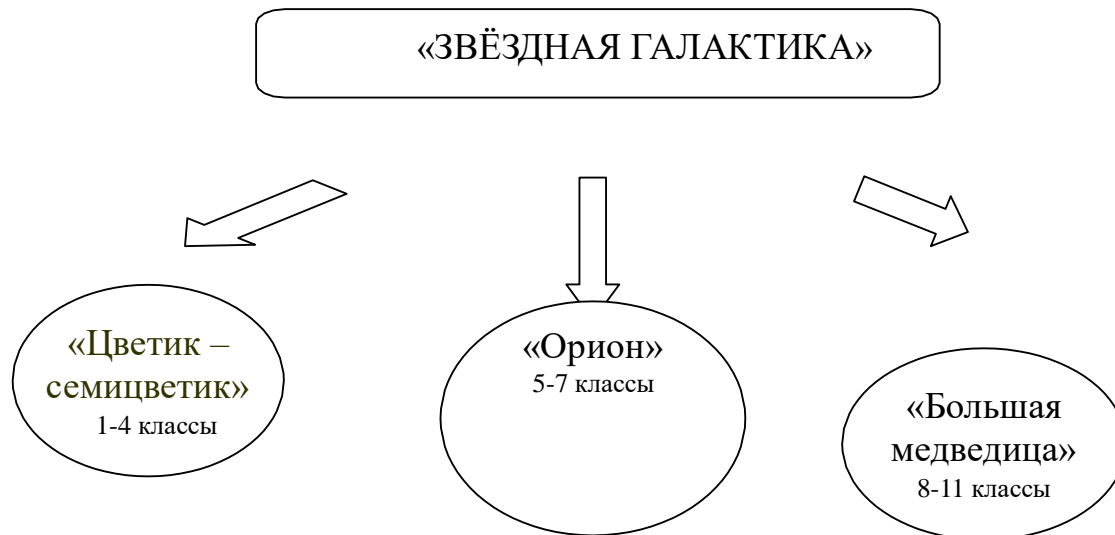 «ЗВЁЗДНАЯ ГАЛАКТИКА»
«Цветик –
семицветик»
1-4 классы
«Орион»
5-7 классы
«Большая
медведица»
8-11 классы